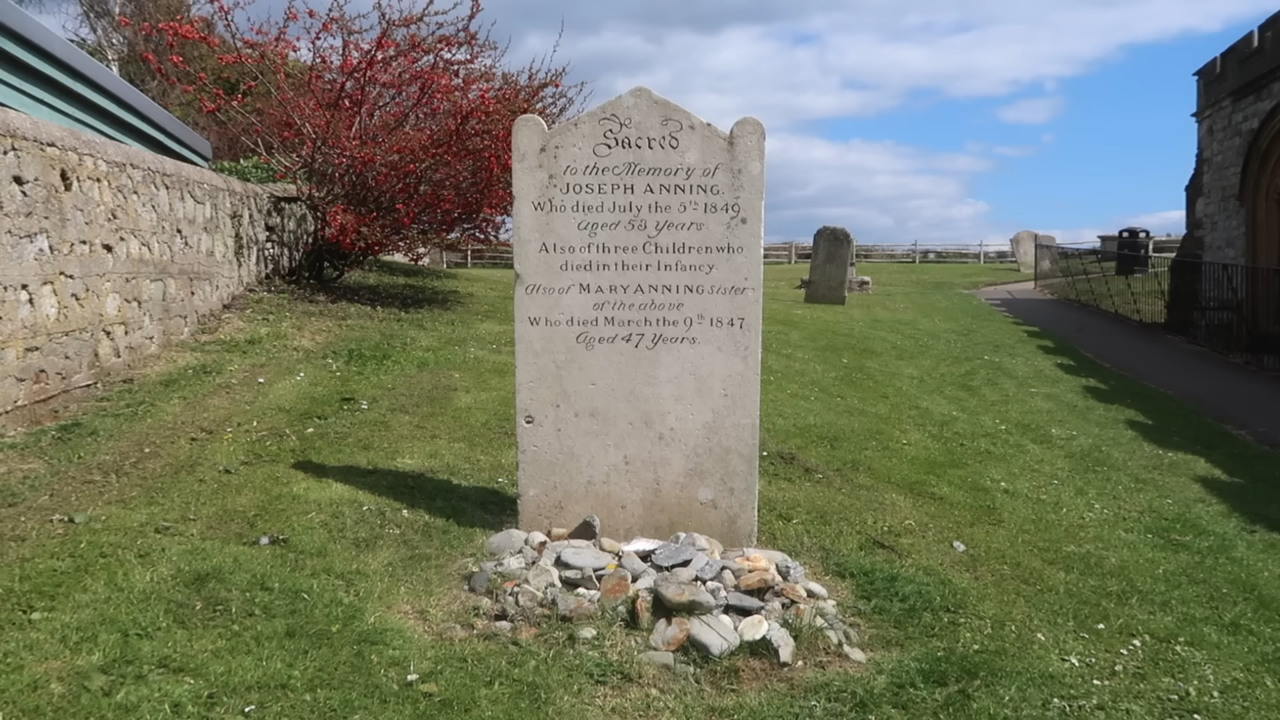 Sacred
to the Memory of
JOSEPH ANNING.
Who died July the 5th 1849,
Aged 53 Years
Also of three Children who
died in their Infancy.
Also of MARY ANNING sister
of the above
Who died March the 9th 1847,
Aged 47 Years.